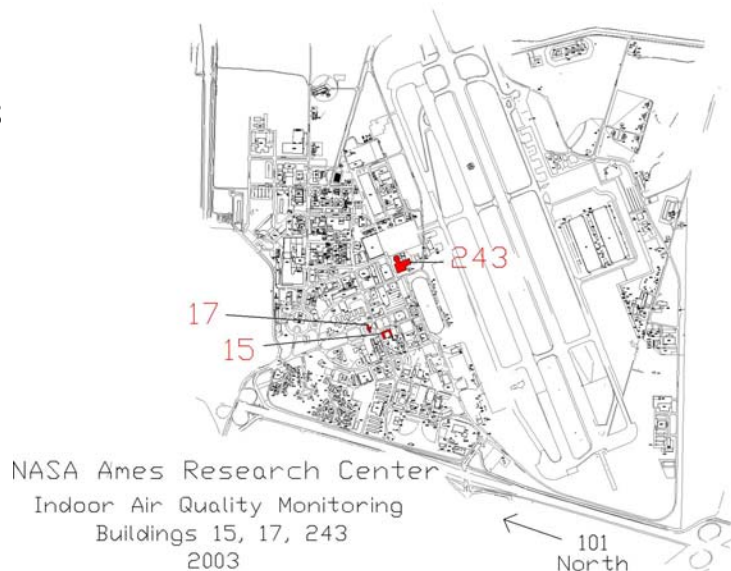 243
17
15
NASA Ames Research Center
Indoor Air Quality Monitoring
Buildings 15, 17, 243
2003
101
North